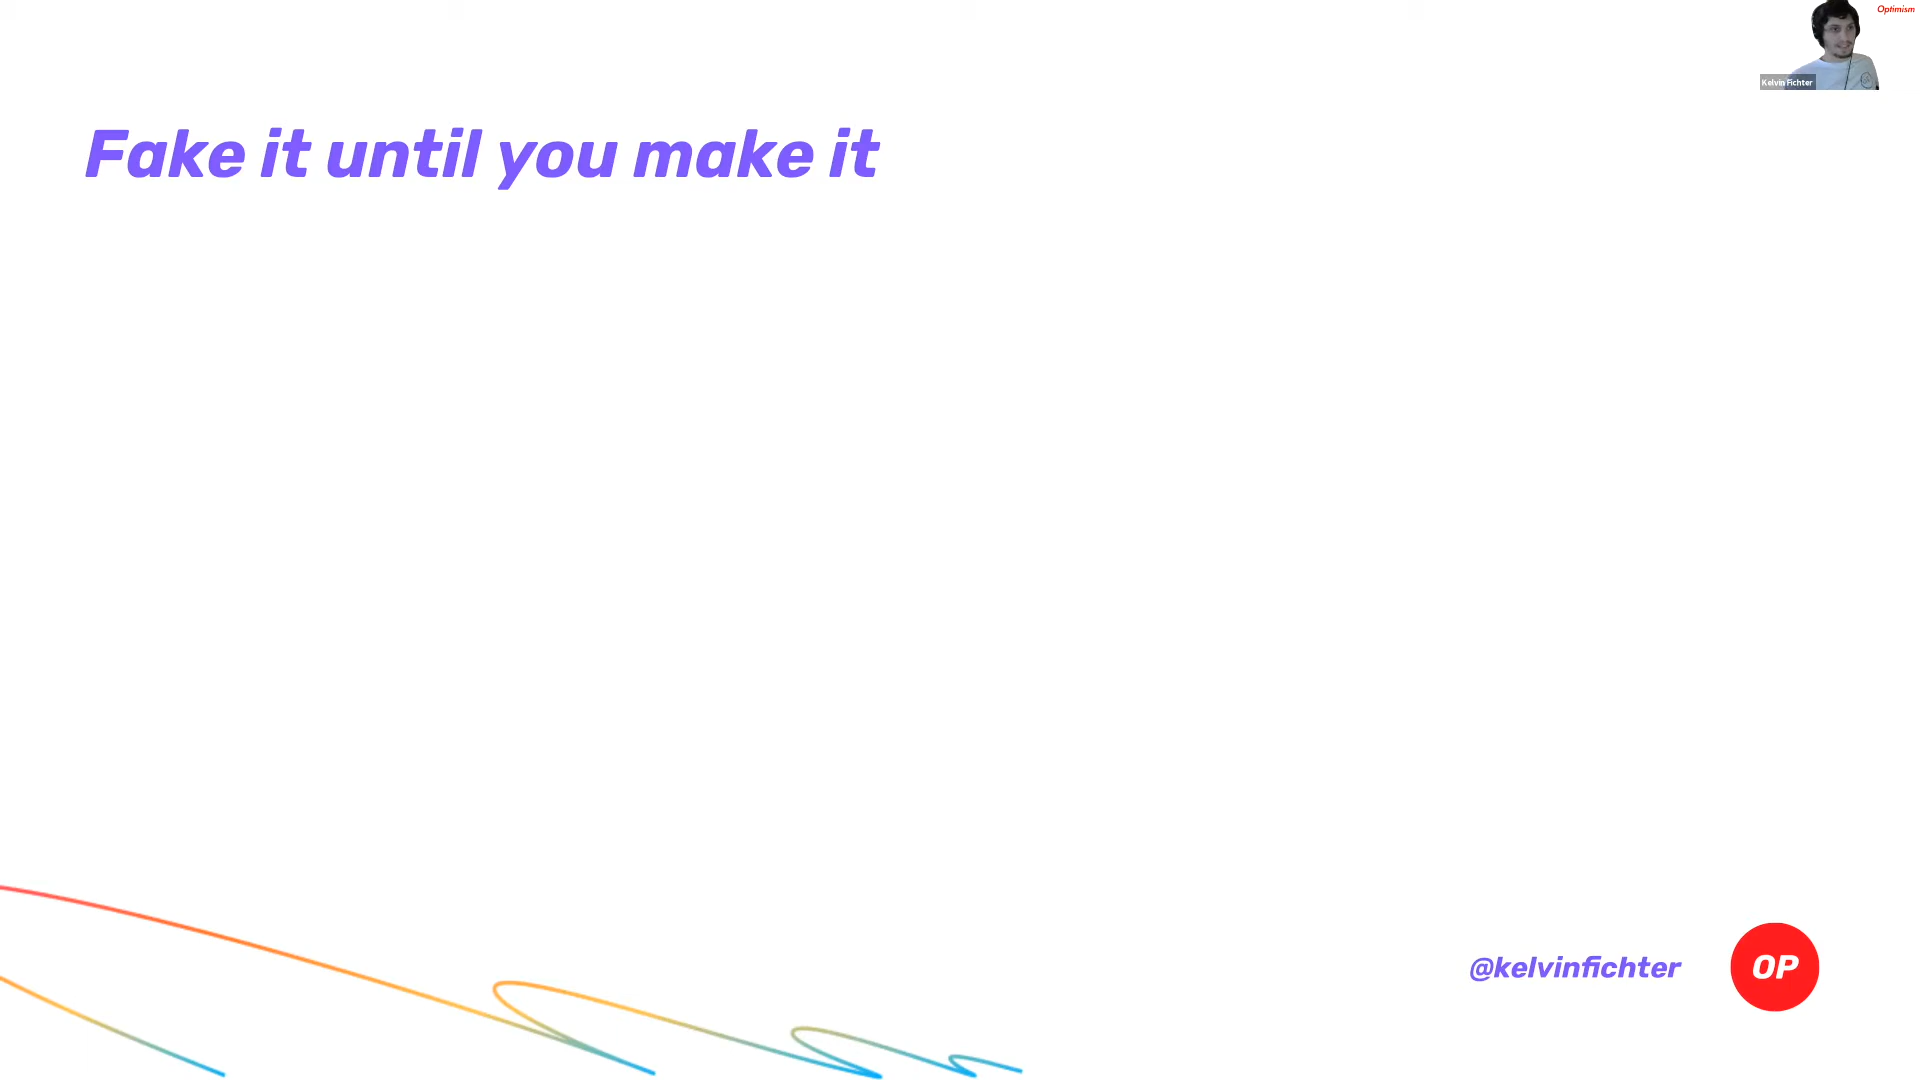 Optimism
Kelvin Fichter
Fake it until you make it
@kelvinfichter
OP